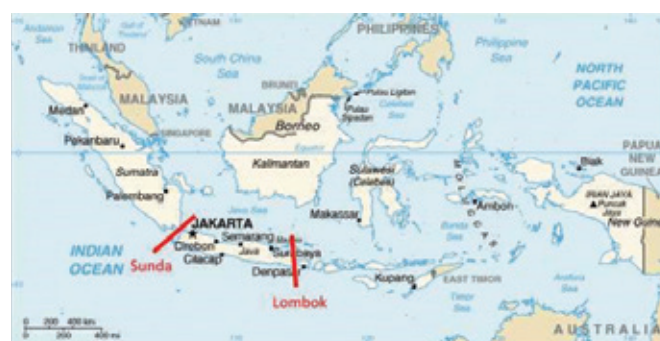 THAILAND
VIETNAM
PHILIPPINES
Philippine
Sea
South China
Sea
NORTH
PACIFIC
OCEAN
MALAYSIA
BRUNEI
MALAYSIA
Pulau Ligitan
Pulau
Sipadan
Celebes
Sea
Medan
SINGAPORE
Borneo
Pekanbaru
Kalimantan
Equator
Sumatra
Sulawesi
(Celebes)
MOLUCCAS
Biak
PAPUA
NEW
GUINEA
Palembang
Ambon
IRIAN JAYA
Puncak
Jaya
New Guinea
Java Sea
Makassar
JAKARTA
Banda
Sea
INDIAN
OCEAN
Cirebon
Semarang
Surabaya
Java
Sunda
Cilacap
Denpasar
Kupang
EAST TIMOR
Arafura
Sea
Lombok
Timor
Sea
0 200 400 km
0 200 400 mi
AUSTRALIA